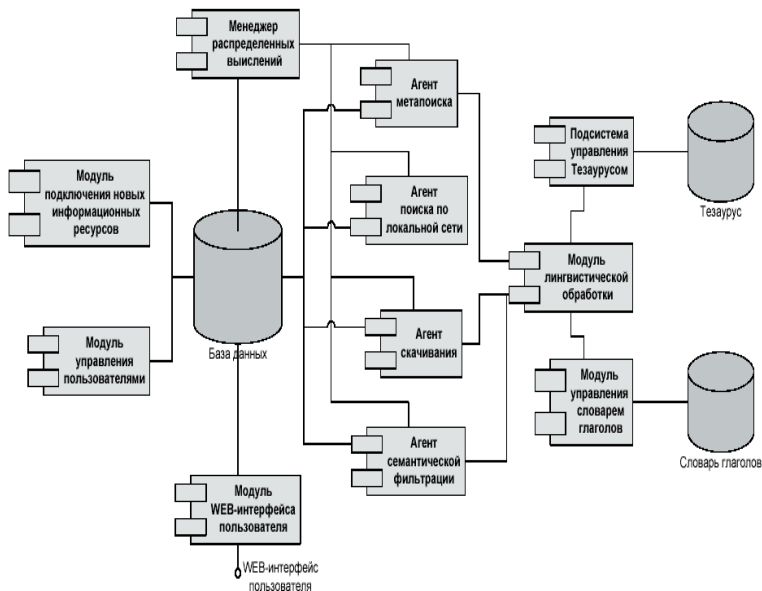 Менеджер
распределенных
выислений
Агент
метапоиска
Подсистема
управления
Тезаурусом
Тезаурус
Модуль
подключения новых
информационных
ресурсов
Агент
поиска по
локальной сети
Модуль
лингвистической
обработки
База данных
Модуль
управления
пользователями
Агент
скачивания
Модуль
управления
словарем
глаголов
Словарь глаголов
Агент
семантической
фильтрации
Модуль
WEB-интерфейса
пользователя
WEB-интерфейс
пользователя